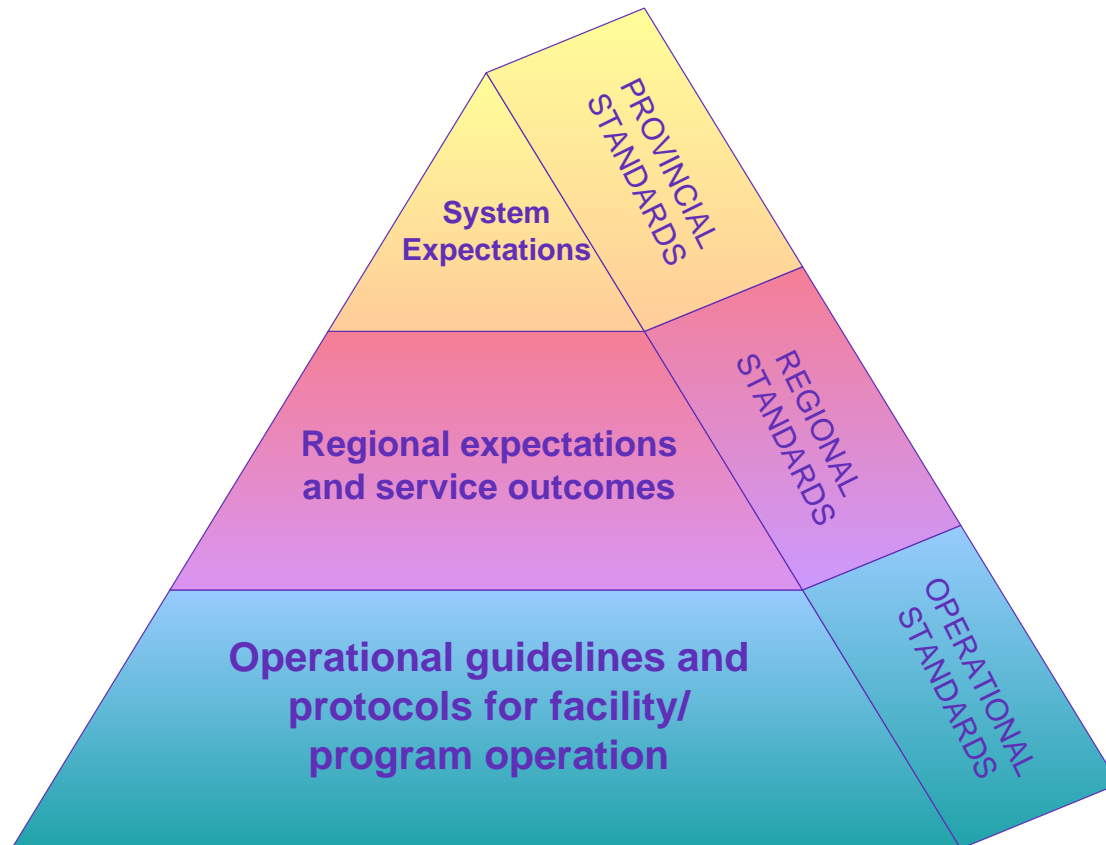 System
Expectations
PROVINCIAL
STANDARDS
Regional expectations
and service outcomes
REGIONAL
STANDARDS
Operational guidelines and
protocols for facility/
program operation
OPERATIONAL
STANDARDS